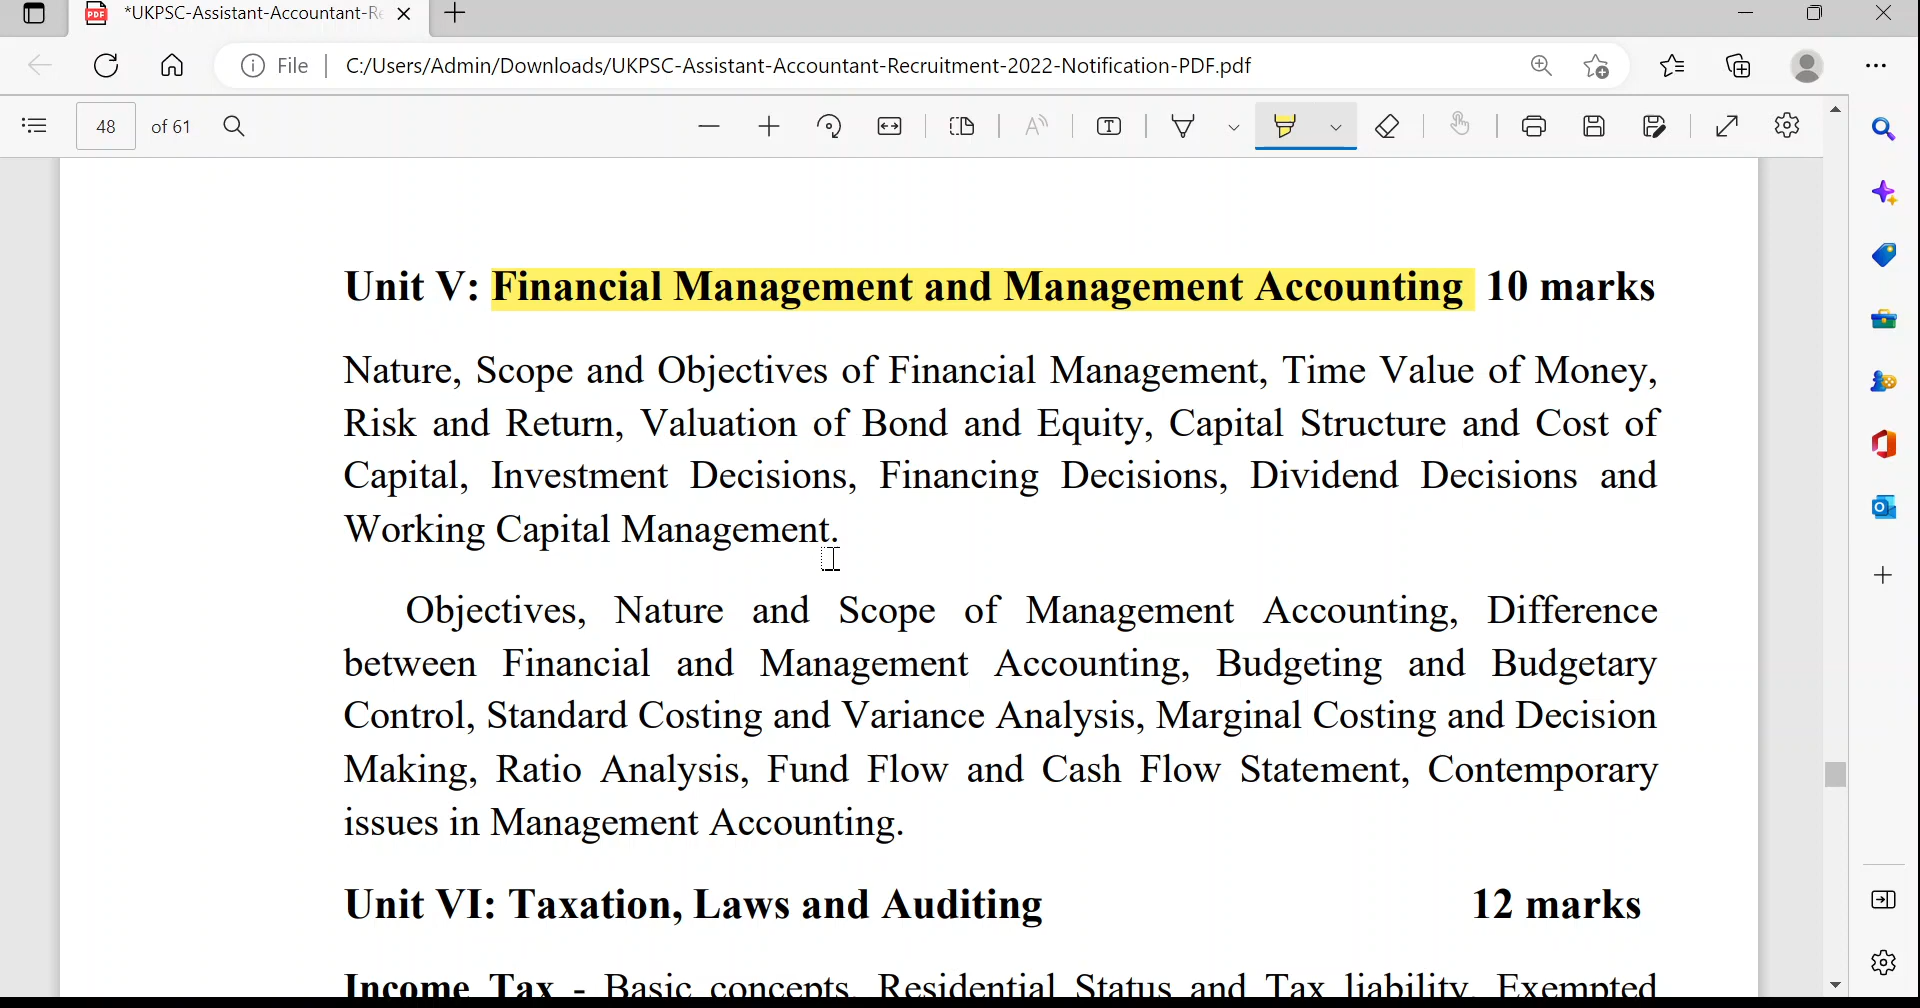 *UKPSC-Assistant-Accountant-Re
File
C:/Users/Admin/Downloads/UKPSC-Assistant-Accountant-Recruitment-2022-Notification-PDF.pdf
48 of 61
Unit V: Financial Management and Management Accounting 10 marks
Nature, Scope and Objectives of Financial Management, Time Value of Money,
Risk and Return, Valuation of Bond and Equity, Capital Structure and Cost of
Capital, Investment Decisions, Financing Decisions, Dividend Decisions and
Working Capital Management.
Objectives, Nature and Scope of Management Accounting, Difference
between Financial and Management Accounting, Budgeting and Budgetary
Control, Standard Costing and Variance Analysis, Marginal Costing and Decision
Making, Ratio Analysis, Fund Flow and Cash Flow Statement, Contemporary
issues in Management Accounting.
Unit VI: Taxation, Laws and Auditing 12 marks
Income Tax - Basic concepts, Residential Status and Tax liability, Exempted